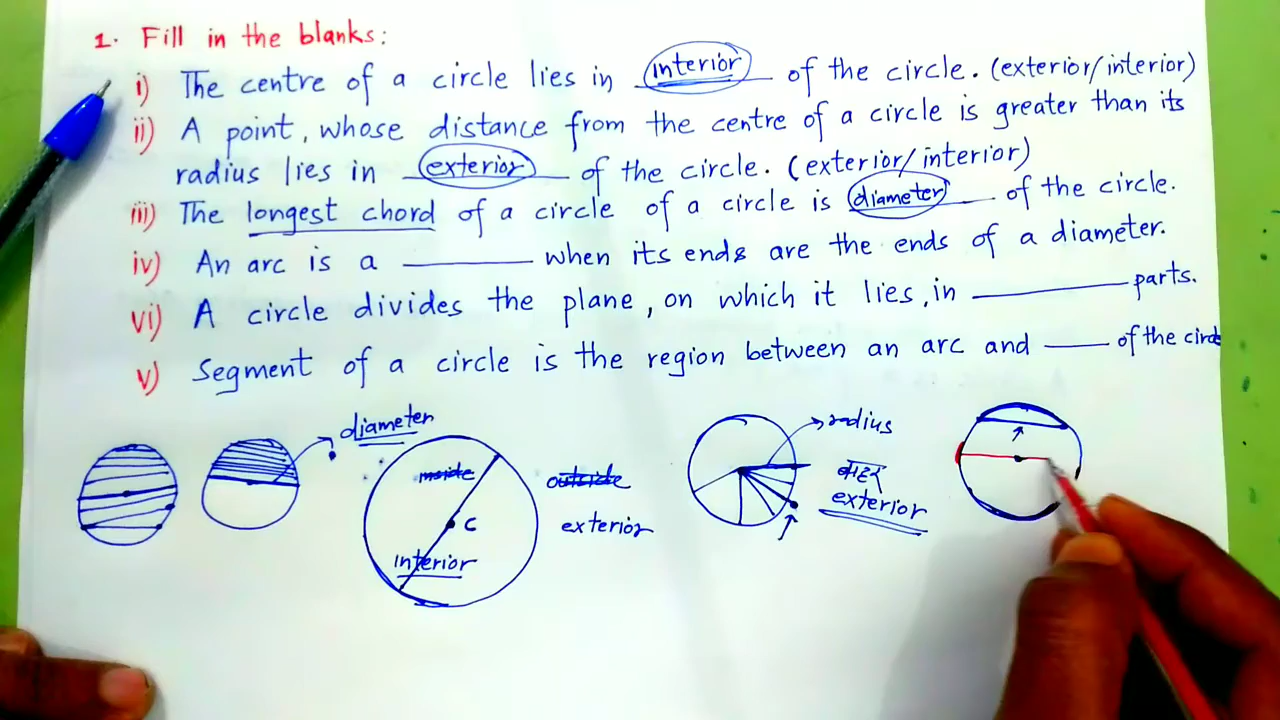 1. Fill in the blanks:
i) The centre of a circle lies in interior of the circle. (exterior/interior)
ii) A point, whose distance from the centre of a circle is greater than its
radius lies in exterior of the circle. (exterior/interior)
iii) The longest chord of a circle of a circle is diameter of the circle.
iv) An arc is a ________ when its ends are the ends of a diameter.
vi) A circle divides the plane, on which it lies, in ________ parts.
v) Segment of a circle is the region between an arc and ____ of the circle
diameter
radius
inside
outside
बाहर
exterior
C
exterior
interior